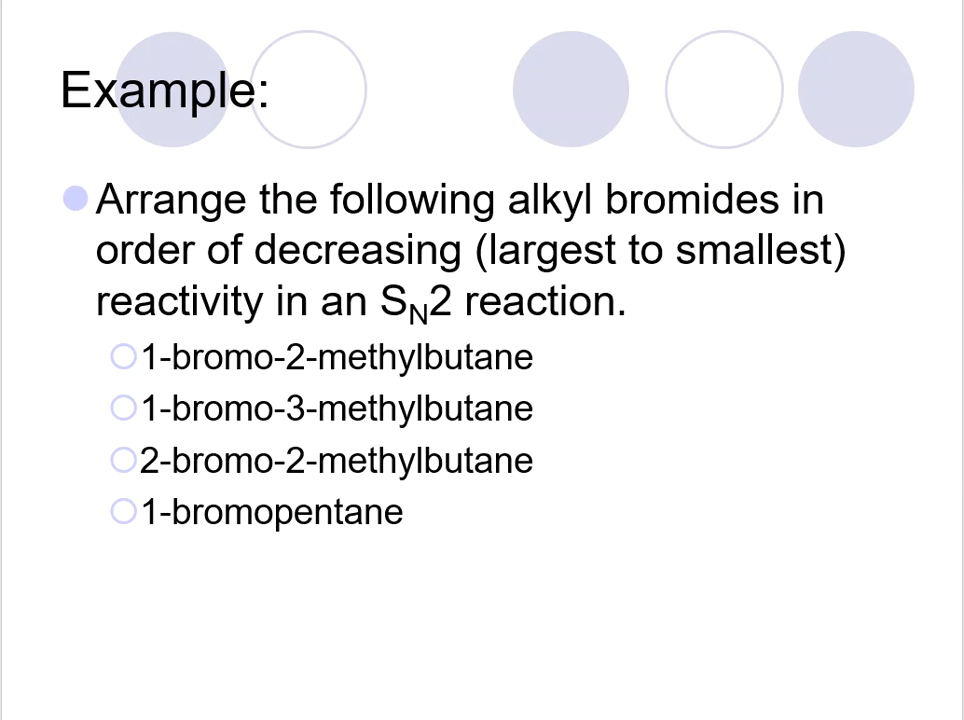 Example:
Arrange the following alkyl bromides in
order of decreasing (largest to smallest)
reactivity in an SN2 reaction.
1-bromo-2-methylbutane
1-bromo-3-methylbutane
2-bromo-2-methylbutane
1-bromopentane